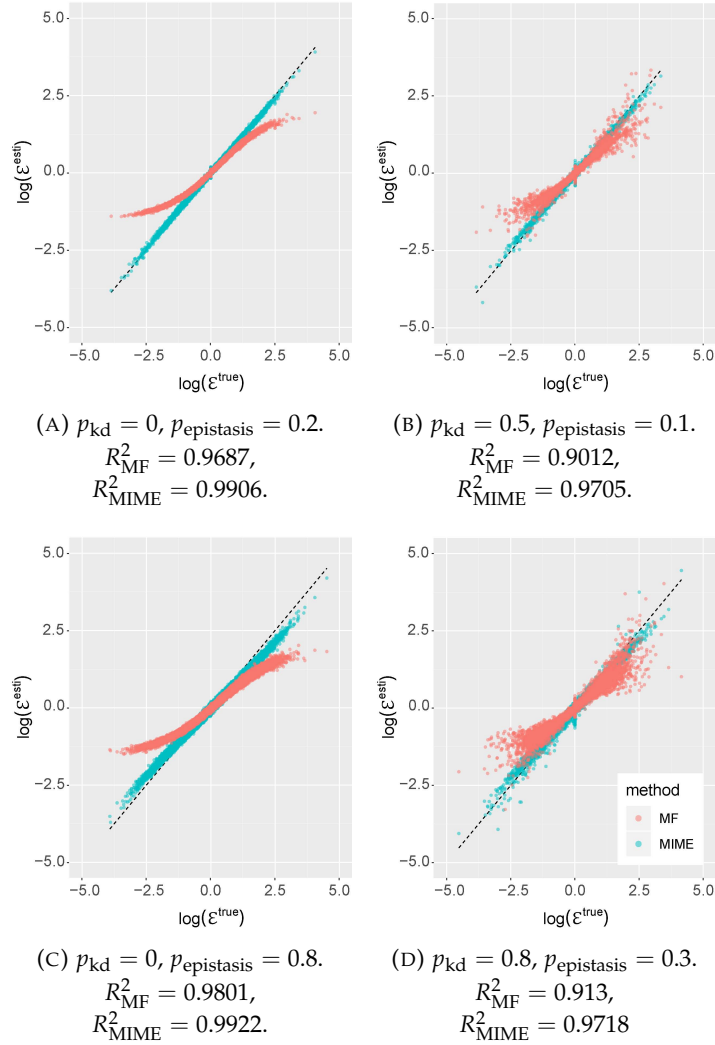 5.0
2.5
0.0
−2.5
−5.0
log(ℰ^esti)
−5.0 −2.5 0.0 2.5 5.0
log(ℰ^true)
(A) p_kd = 0, p_epistasis = 0.2.
R²_MF = 0.9687,
R²_MIME = 0.9906.
5.0
2.5
0.0
−2.5
−5.0
log(ℰ^esti)
−5.0 −2.5 0.0 2.5 5.0
log(ℰ^true)
(B) p_kd = 0.5, p_epistasis = 0.1.
R²_MF = 0.9012,
R²_MIME = 0.9705.
5.0
2.5
0.0
−2.5
−5.0
log(ℰ^esti)
−5.0 −2.5 0.0 2.5 5.0
log(ℰ^true)
(C) p_kd = 0, p_epistasis = 0.8.
R²_MF = 0.9801,
R²_MIME = 0.9922.
5.0
2.5
0.0
−2.5
−5.0
log(ℰ^esti)
method
MF
MIME
−5.0 −2.5 0.0 2.5 5.0
log(ℰ^true)
(D) p_kd = 0.8, p_epistasis = 0.3.
R²_MF = 0.913,
R²_MIME = 0.9718